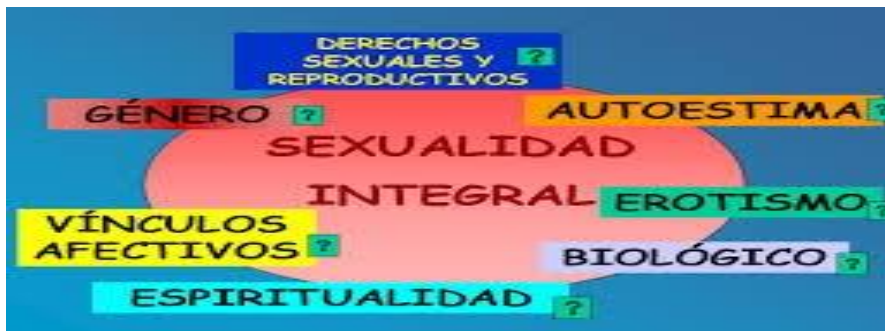 DERECHOS
SEXUALES Y ?
REPRODUCTIVOS
GÉNERO ?
AUTOESTIMA ?
SEXUALIDAD
INTEGRAL
EROTISMO ?
VÍNCULOS
AFECTIVOS ?
BIOLÓGICO ?
ESPIRITUALIDAD ?